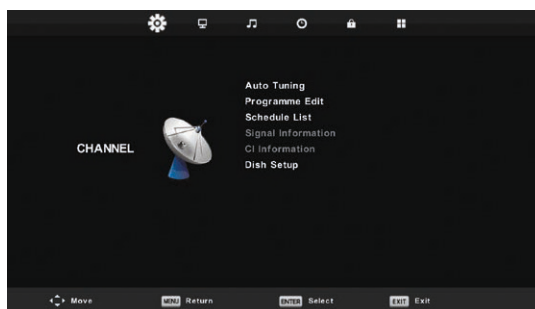 Auto Tuning
Programme Edit
Schedule List
Signal Information
CI Information
Dish Setup
CHANNEL
Move MENU Return ENTER Select EXIT Exit